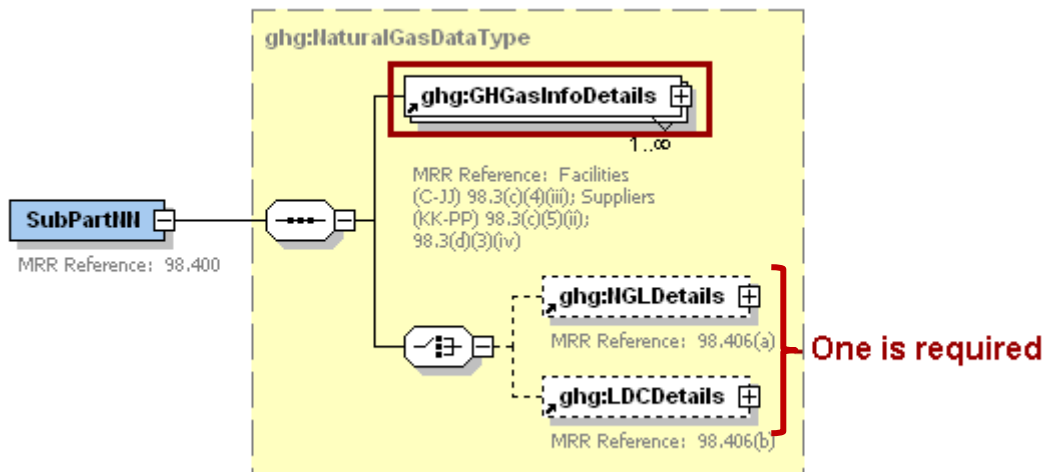 ghg:NaturalGasDataType
ghg:GHGasInfoDetails
1..∞
MRR Reference: Facilities
(C-JJ) 98.3(c)(4)(iii); Suppliers
(KK-PP) 98.3(c)(5)(ii);
98.3(d)(3)(iv)
SubPartNN
MRR Reference: 98.400
ghg:NGLDetails
MRR Reference: 98.406(a)
One is required
ghg:LDCDetails
MRR Reference: 98.406(b)